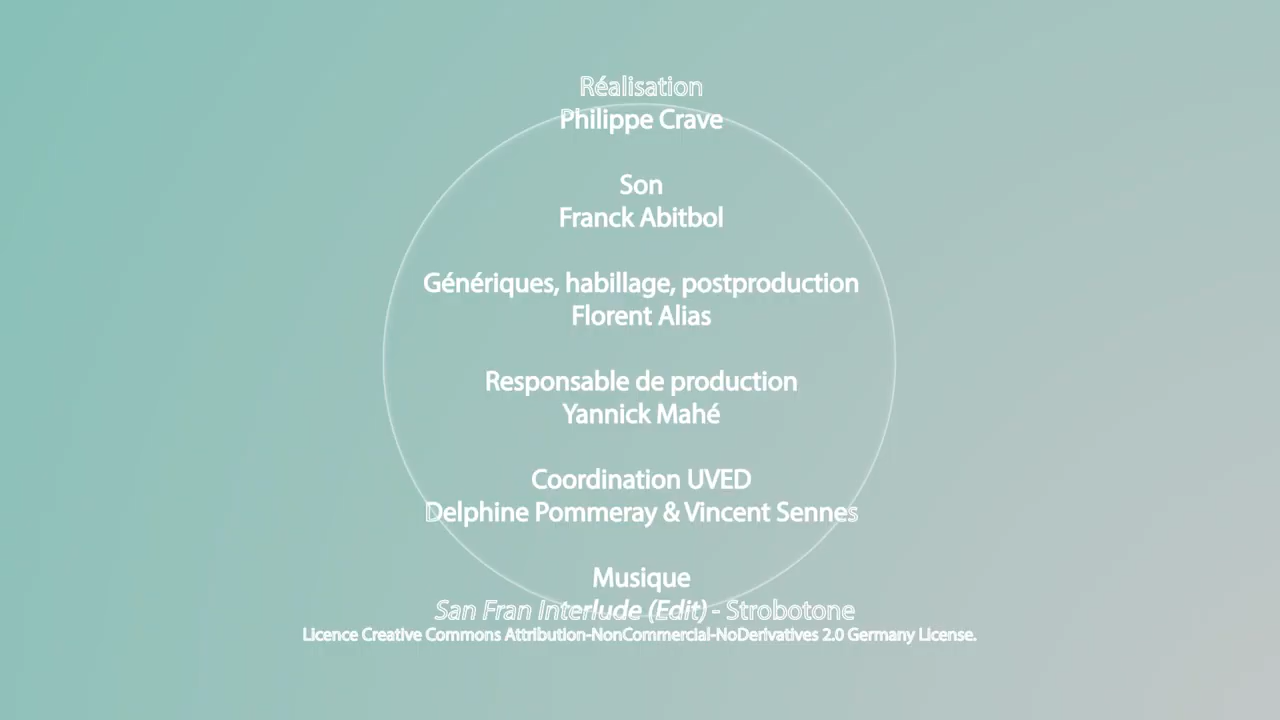 Réalisation
Philippe Crave
Son
Franck Abitbol
Génériques, habillage, postproduction
Florent Alias
Responsable de production
Yannick Mahé
Coordination UVED
Delphine Pommeray & Vincent Sennes
Musique
San Fran Interlude (Edit) - Strobotone
Licence Creative Commons Attribution-NonCommercial-NoDerivatives 2.0 Germany License.